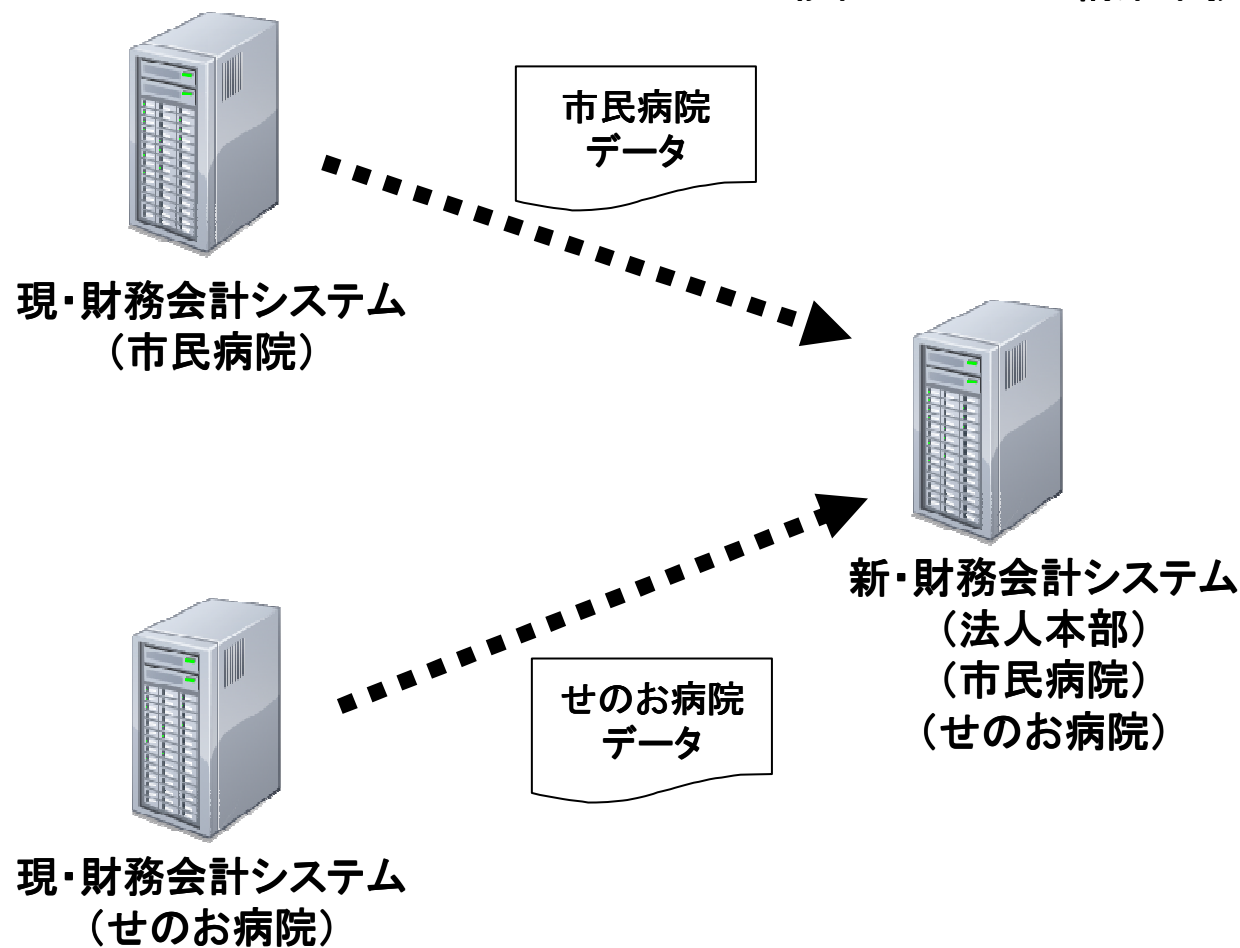 市民病院
データ
現・財務会計システム
（市民病院）
新・財務会計システム
（法人本部）
（市民病院）
（せのお病院）
せのお病院
データ
現・財務会計システム
（せのお病院）